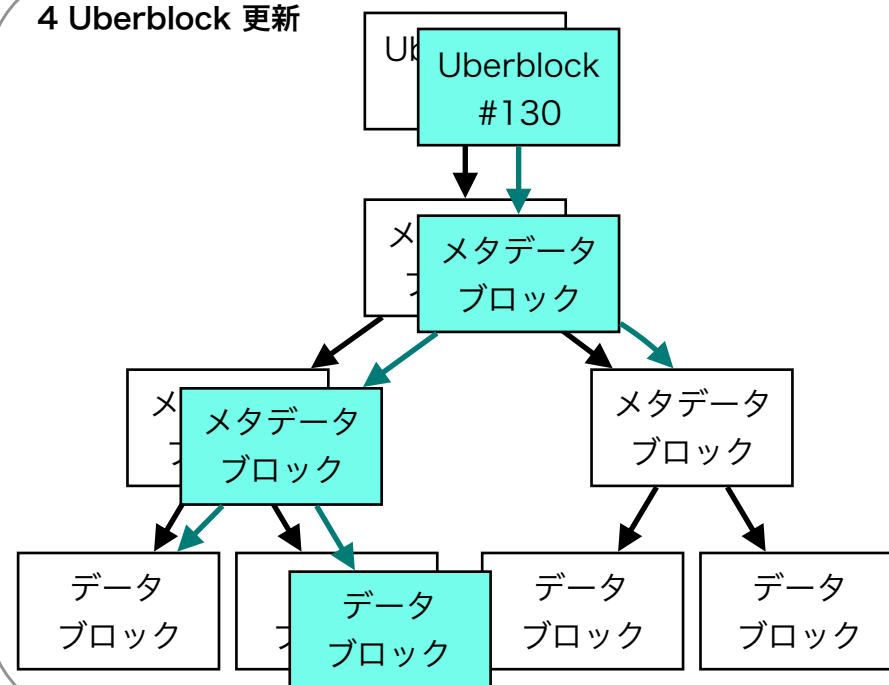 4 Uberblock 更新
Uberblock
#130
メタデータ
ブロック
メタデータ
ブロック
メタデータ
ブロック
データ
ブロック
データ
ブロック
データ
ブロック
データ
ブロック